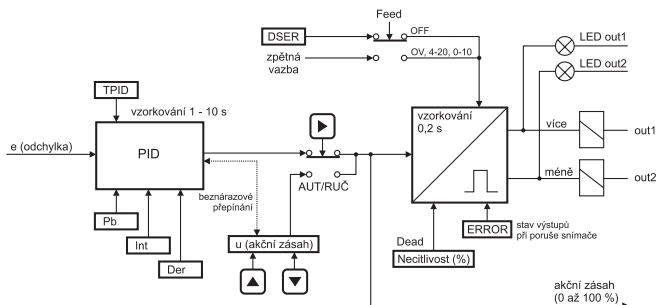 Feed
DSER
OFF
LED out1
zpětná
vazba
OV, 4-20, 0-10
LED out2
TPID
vzorkování 1 - 10 s
vzorkování
0,2 s
více
out1
e (odchylka)
PID
AUT/RUČ
méně
out2
beznárazové
přepínání
Pb
Int
Der
u (akční zásah)
Dead
Necitlivost (%)
ERROR
stav výstupů
při poruše snímače
akční zásah
(0 až 100 %)